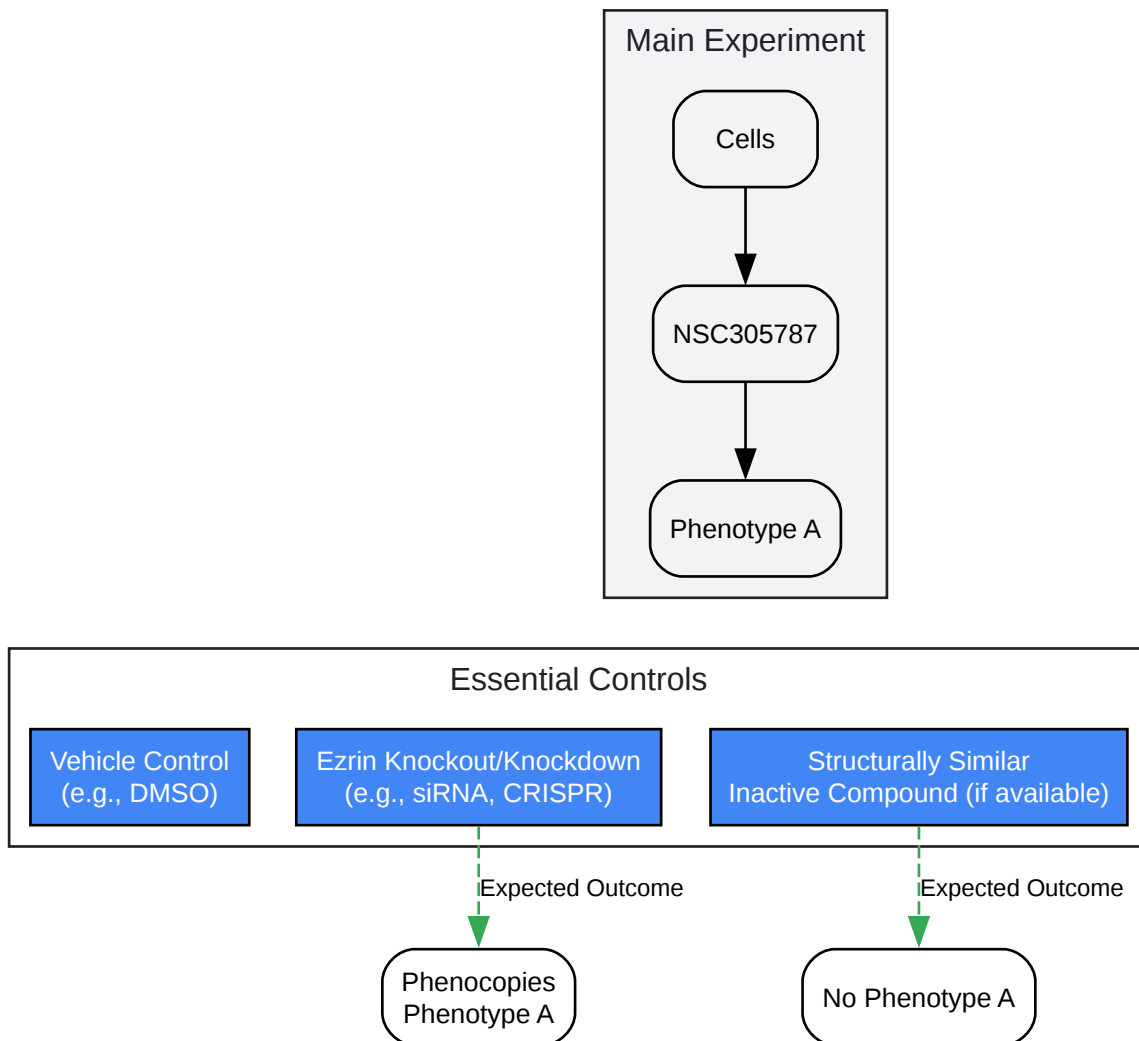 Main Experiment
Cells
NSC305787
Phenotype A
Essential Controls
Vehicle Control
(e.g., DMSO)
Ezrin Knockout/Knockdown
(e.g., siRNA, CRISPR)
Structurally Similar
Inactive Compound (if available)
Expected Outcome
Expected Outcome
Phenocopies
Phenotype A
No Phenotype A